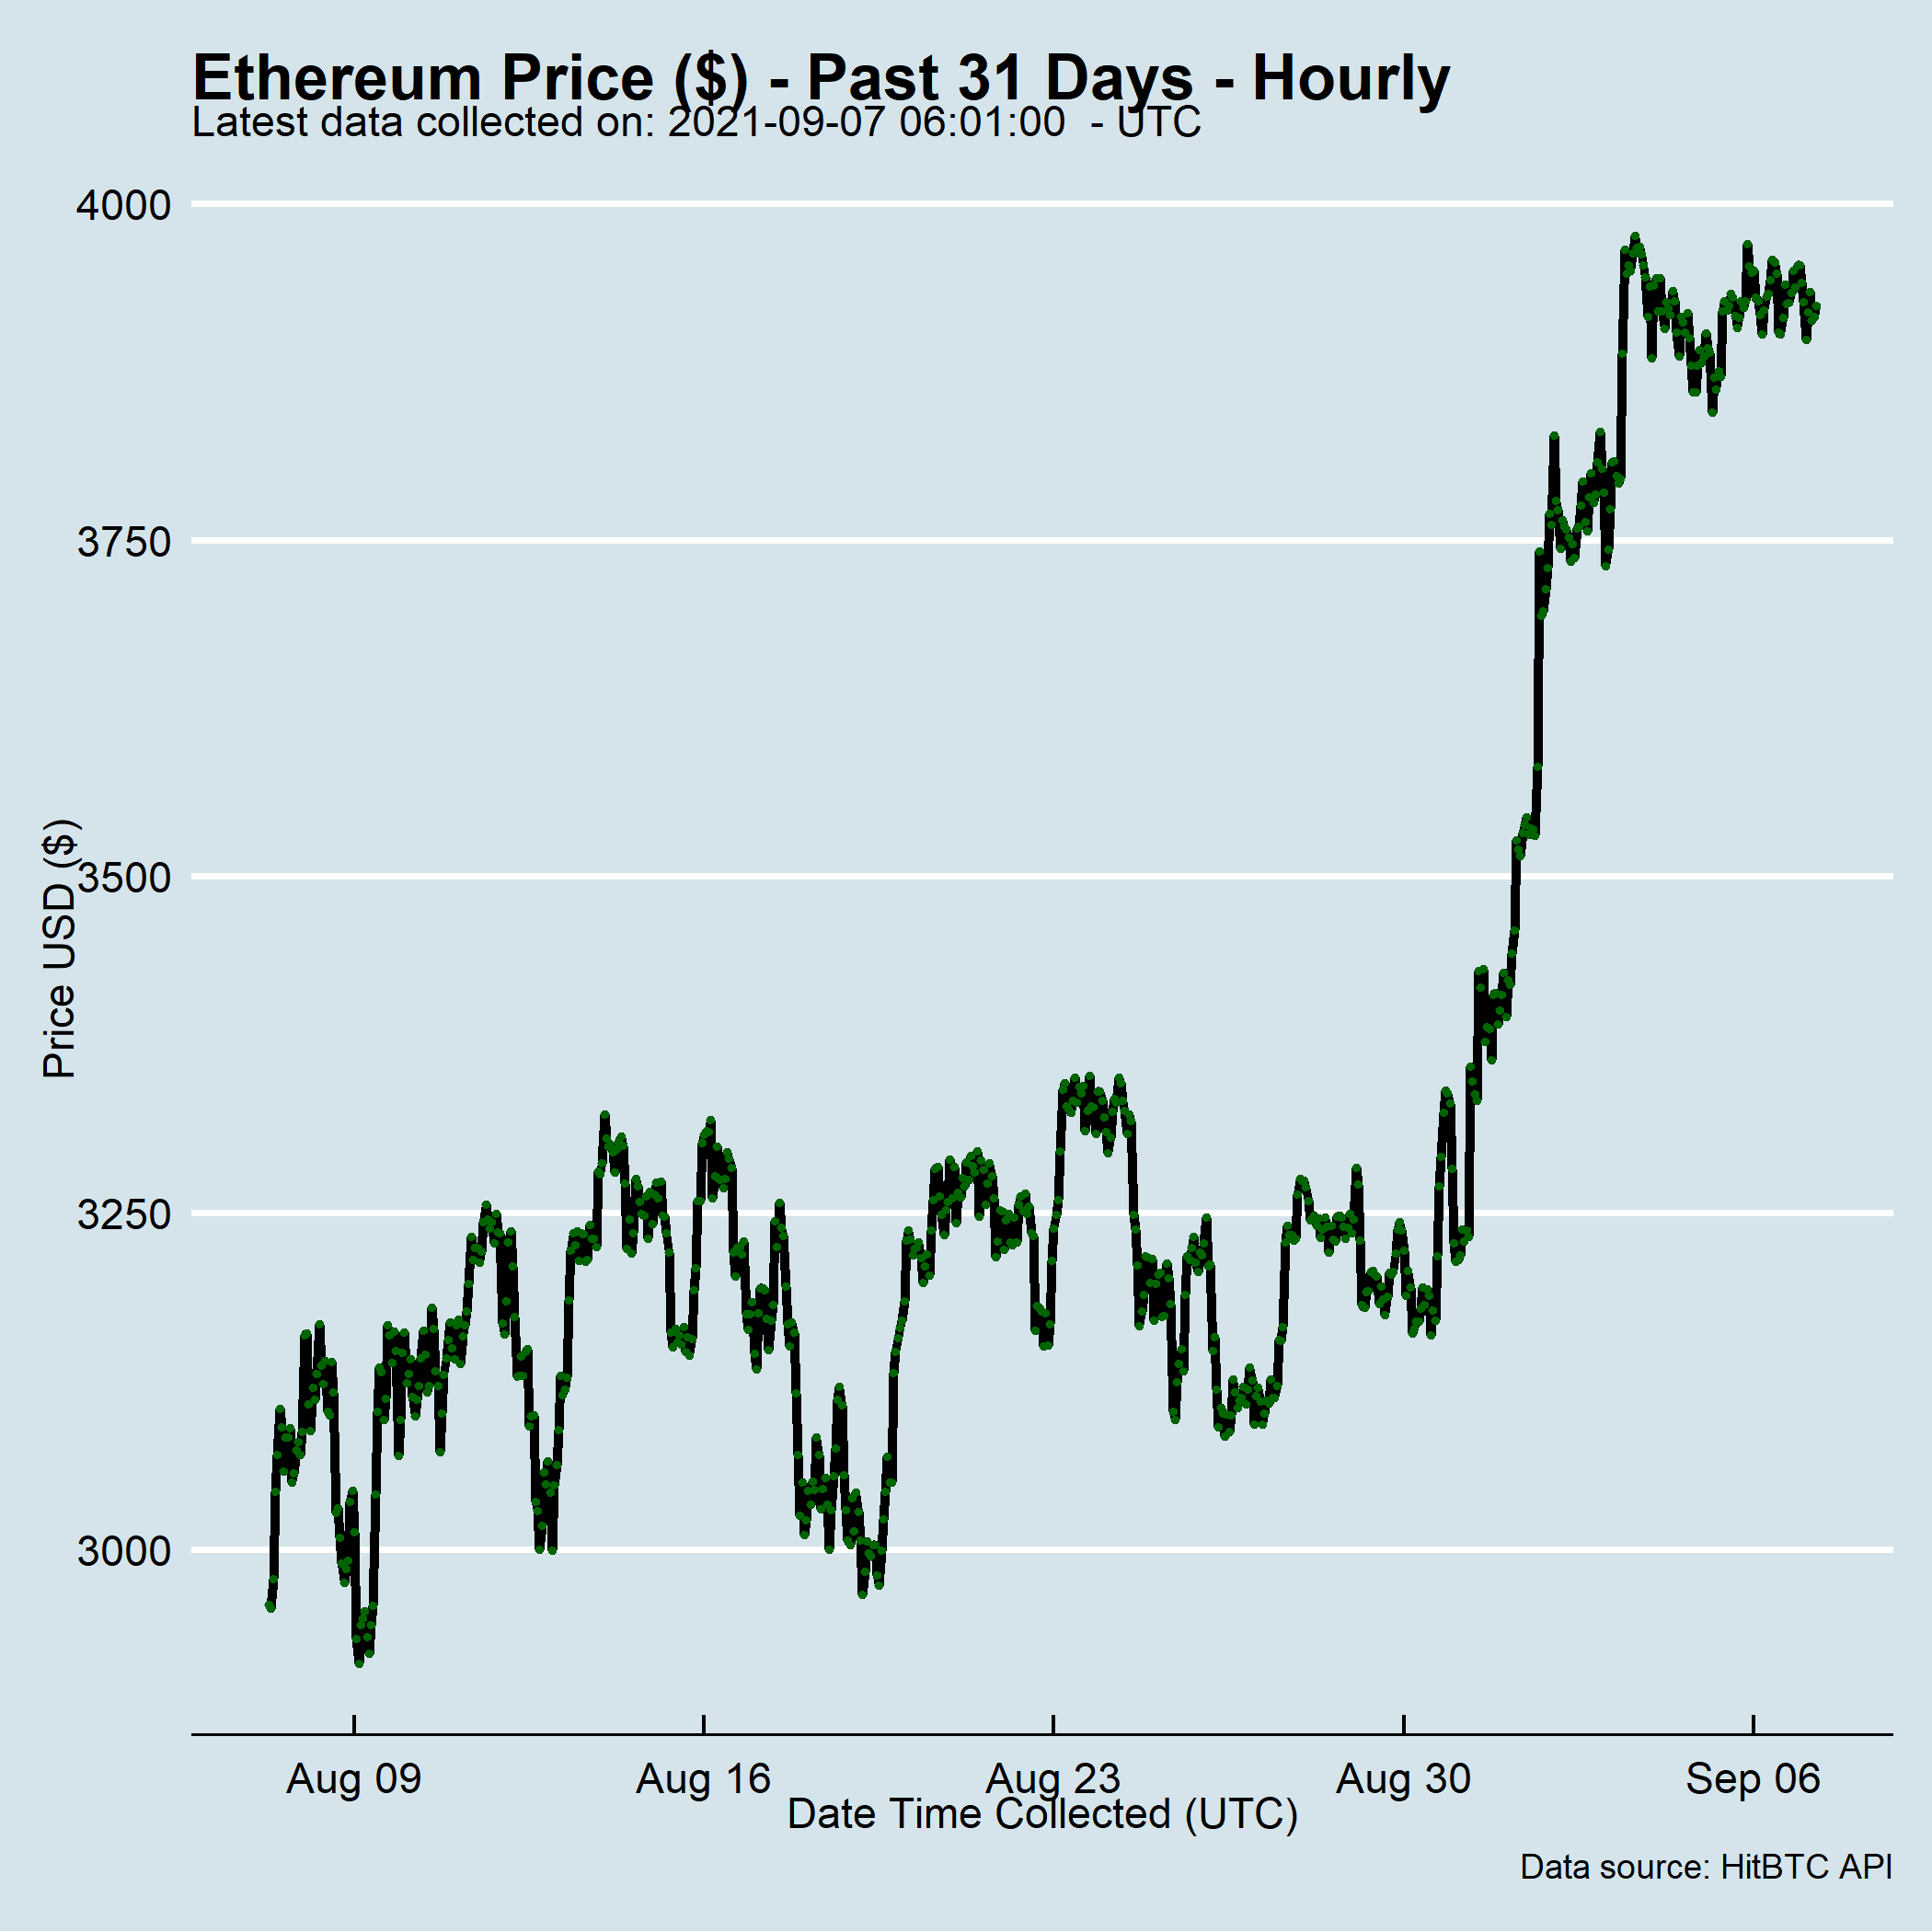 Ethereum Price ($) - Past 31 Days - Hourly
Latest data collected on: 2021-09-07 06:01:00  - UTC
4000
3750
3500
3250
3000
Price USD ($)
Aug 09
Aug 16
Aug 23
Aug 30
Sep 06
Date Time Collected (UTC)
Data source: HitBTC API